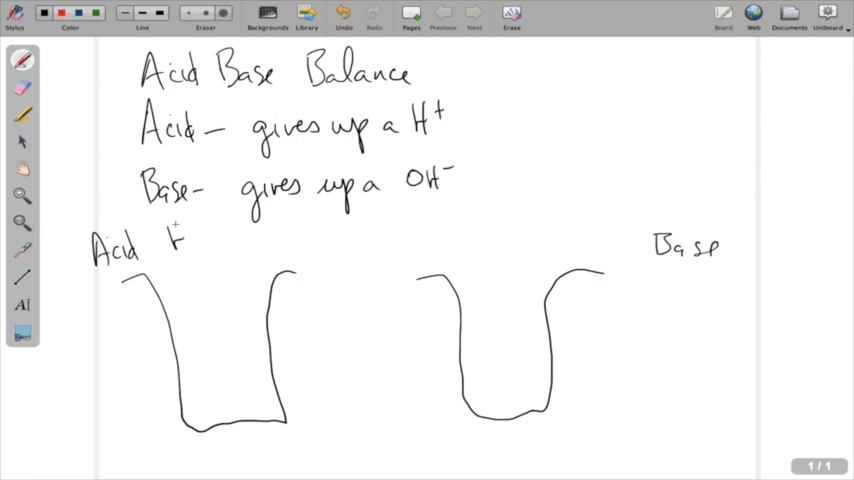 Stylus
Color
Line
Eraser
Backgrounds
Library
Undo
Redo
Pages
Previous
Next
Erase
Board
Web
Documents
Uniboard
Acid Base Balance
Acid - gives up a H+
Base- gives up a OH-
Acid
Base
AI
1 / 1